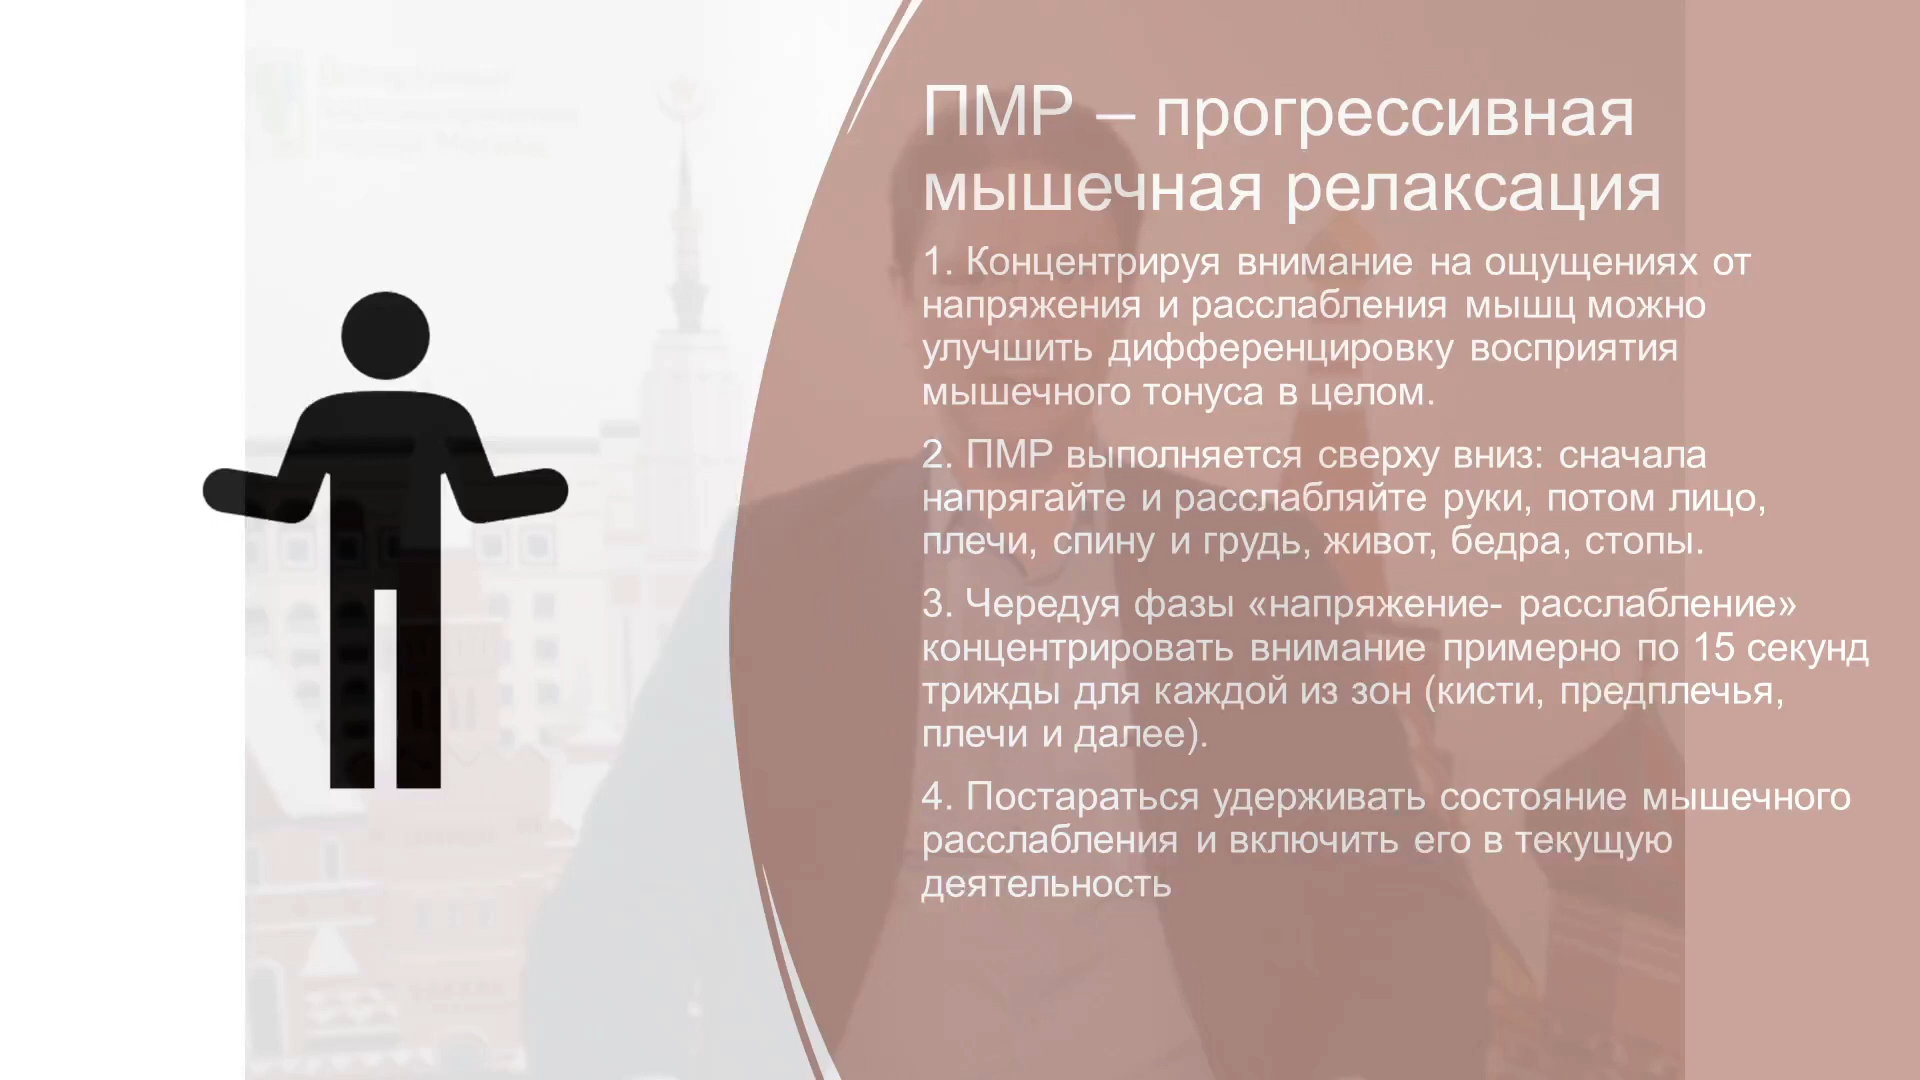 ПМР – прогрессивная
мышечная релаксация
1. Концентрируя внимание на ощущениях от
напряжения и расслабления мышц можно
улучшить дифференцировку восприятия
мышечного тонуса в целом.
2. ПМР выполняется сверху вниз: сначала
напрягайте и расслабляйте руки, потом лицо,
плечи, спину и грудь, живот, бедра, стопы.
3. Чередуя фазы «напряжение- расслабление»
концентрировать внимание примерно по 15 секунд
трижды для каждой из зон (кисти, предплечья,
плечи и далее).
4. Постараться удерживать состояние мышечного
расслабления и включить его в текущую
деятельность